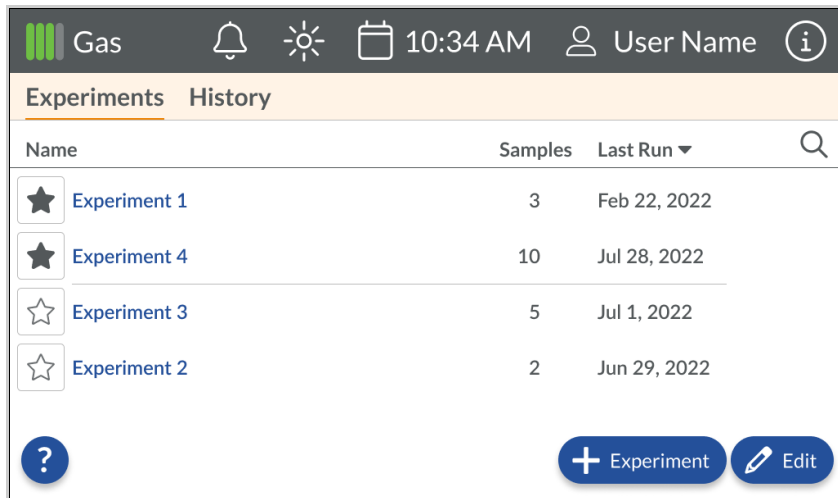 Gas 10:34 AM User Name i
Experiments History
Name Samples Last Run
Experiment 1 3 Feb 22, 2022
Experiment 4 10 Jul 28, 2022
Experiment 3 5 Jul 1, 2022
Experiment 2 2 Jun 29, 2022
? + Experiment Edit